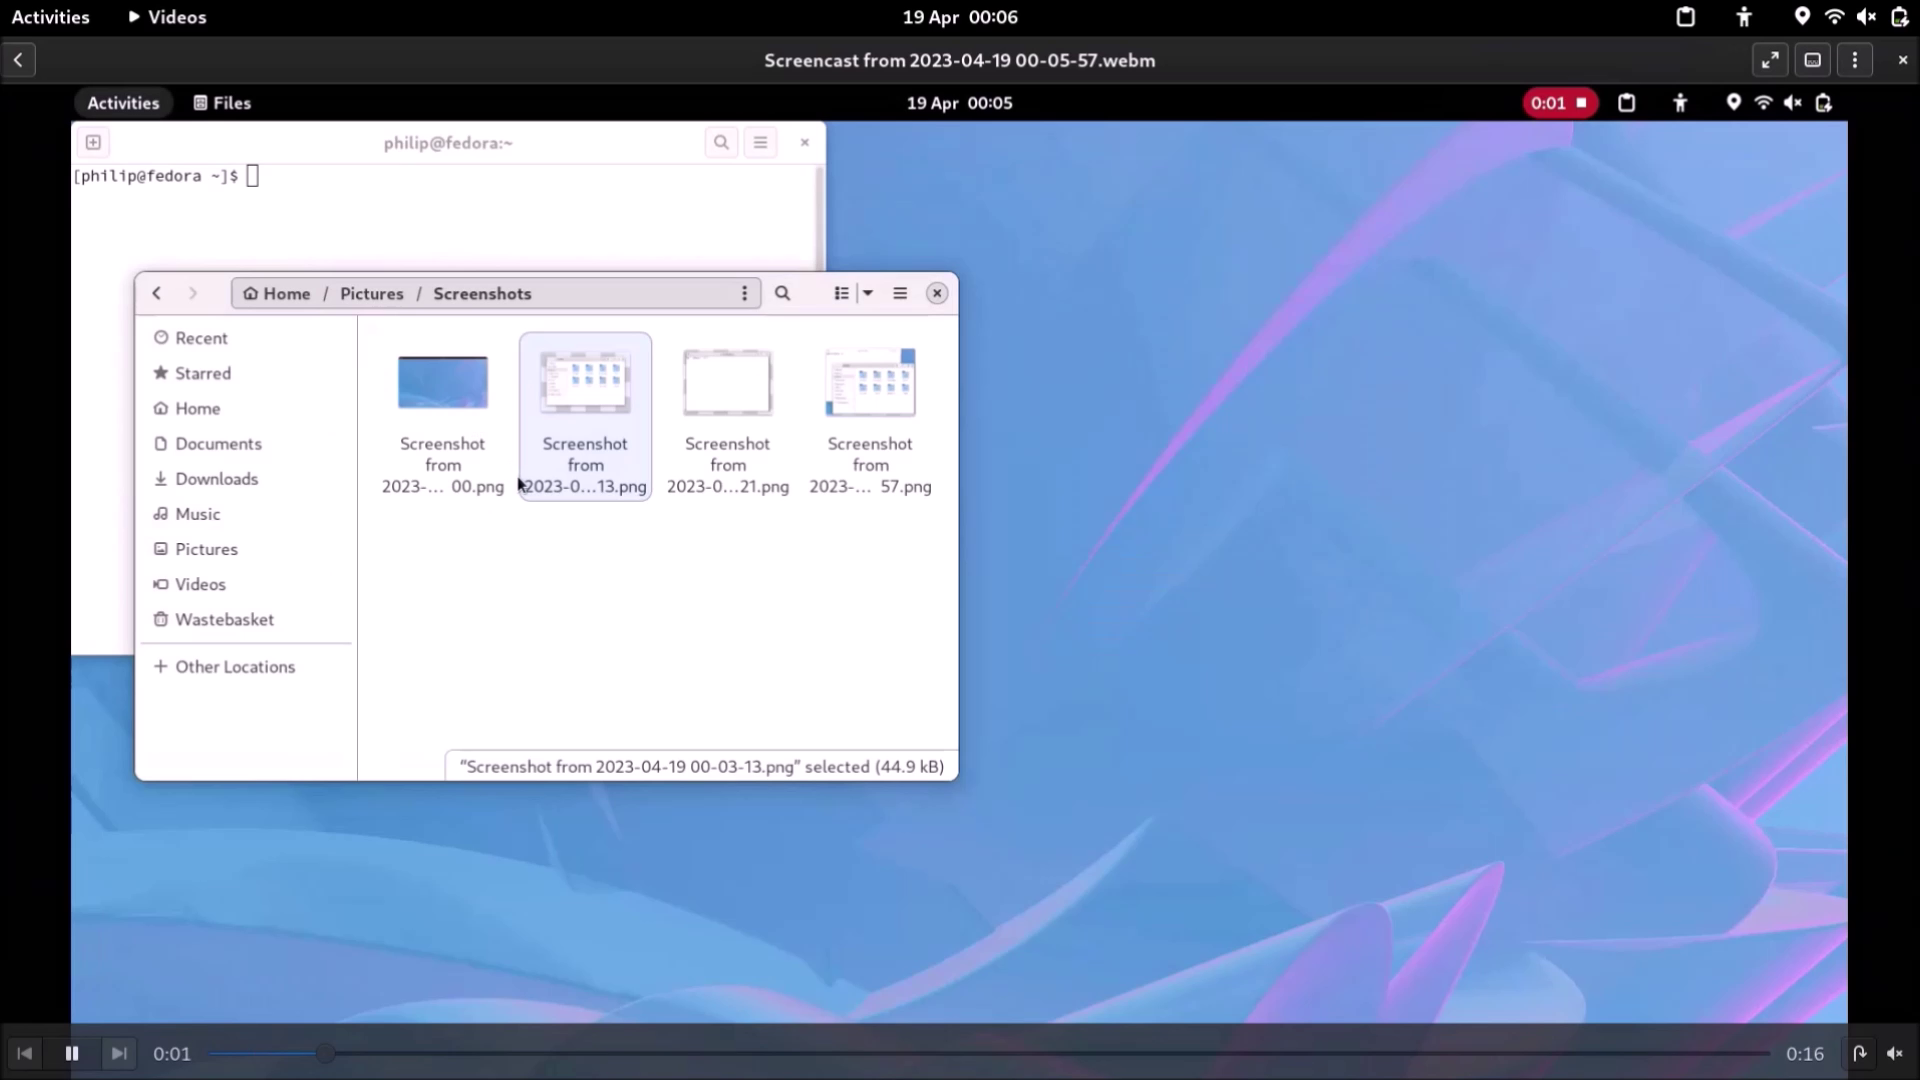 Activities Videos 19 Apr 00:06
Screencast from 2023-04-19 00-05-57.webm
Activities Files 19 Apr 00:05 0:01
philip@fedora:~
[philip@fedora ~]$
Home / Pictures / Screenshots
Recent
Starred
Home
Documents
Downloads
Music
Pictures
Videos
Wastebasket
Other Locations
Screenshot
from
2023-... 00.png
Screenshot
from
2023-0...13.png
Screenshot
from
2023-0...21.png
Screenshot
from
2023-... 57.png
"Screenshot from 2023-04-19 00-03-13.png" selected (44.9 kB)
0:01 0:16